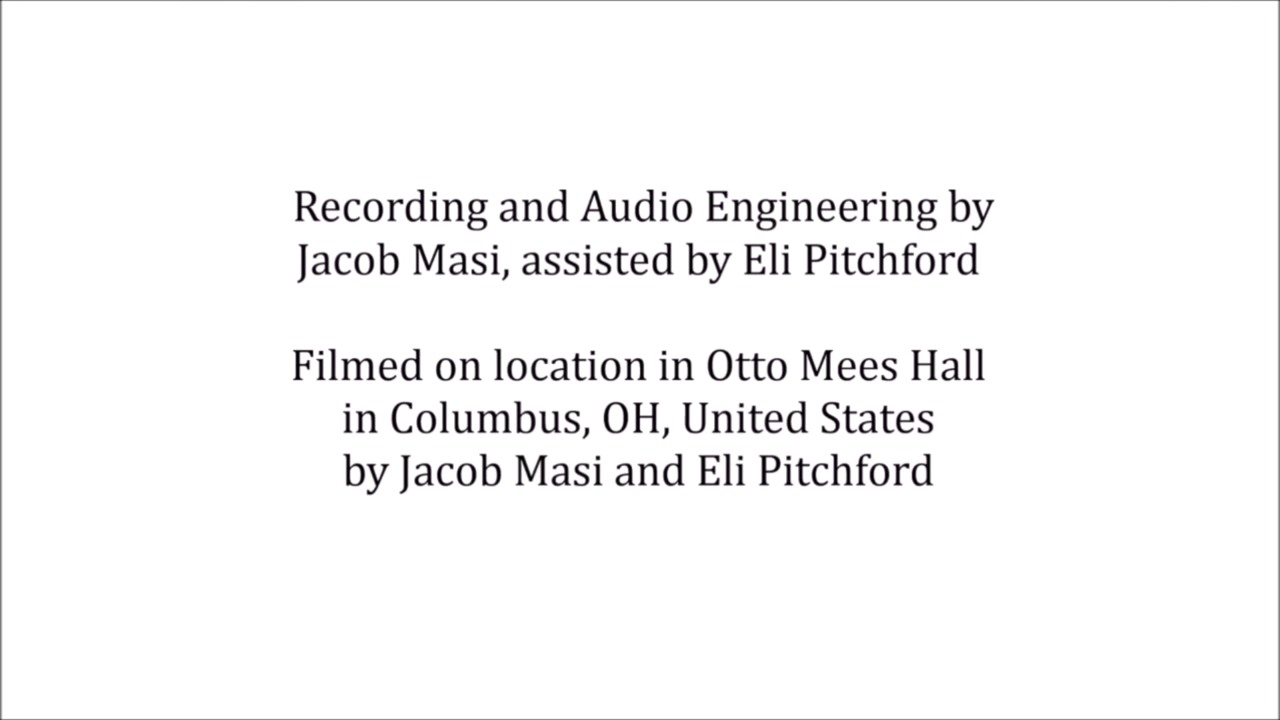 Recording and Audio Engineering by
Jacob Masi, assisted by Eli Pitchford
Filmed on location in Otto Mees Hall
in Columbus, OH, United States
by Jacob Masi and Eli Pitchford